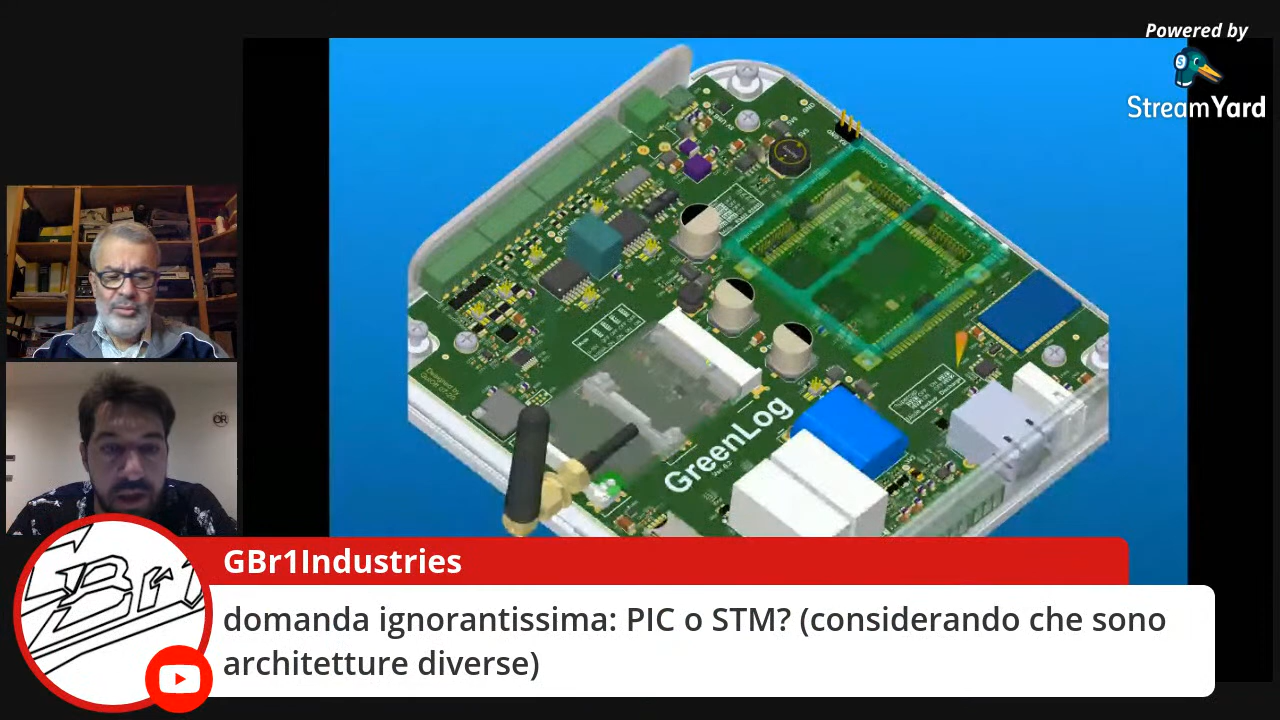 Powered by
StreamYard
GreenLog
GBr1Industries
domanda ignorantissima: PIC o STM? (considerando che sono
architetture diverse)